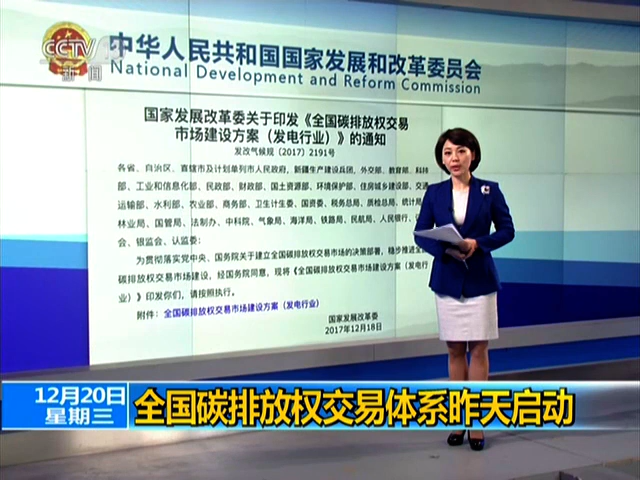 CCTV
新闻
中华人民共和国国家发展和改革委员会
National Development and Reform Commission
国家发展改革委关于印发《全国碳排放权交易
市场建设方案（发电行业）》的通知
发改气候规（2017）2191号
各省、自治区、直辖市及计划单列市人民政府，新疆生产建设兵团，外交部、教育部、科技
部、工业和信息化部、民政部、财政部、国土资源部、环境保护部、住房城乡建设部、交通
运输部、水利部、农业部、商务部、卫生计生委、国资委、税务总局、质检总局、统计局、
林业局、国管局、法制办、中科院、气象局、海洋局、铁路局、民航局、人民银行、证
会、银监会、认监委：
为贯彻落实党中央、国务院关于建立全国碳排放权交易市场的决策部署，稳步推进全
碳排放权交易市场建设，经国务院同意，现将《全国碳排放权交易市场建设方案（发电行
业）》印发你们，请按照执行。
附件：全国碳排放权交易市场建设方案（发电行业）
国家发展改革委
2017年12月18日
12月20日
星期三
全国碳排放权交易体系昨天启动